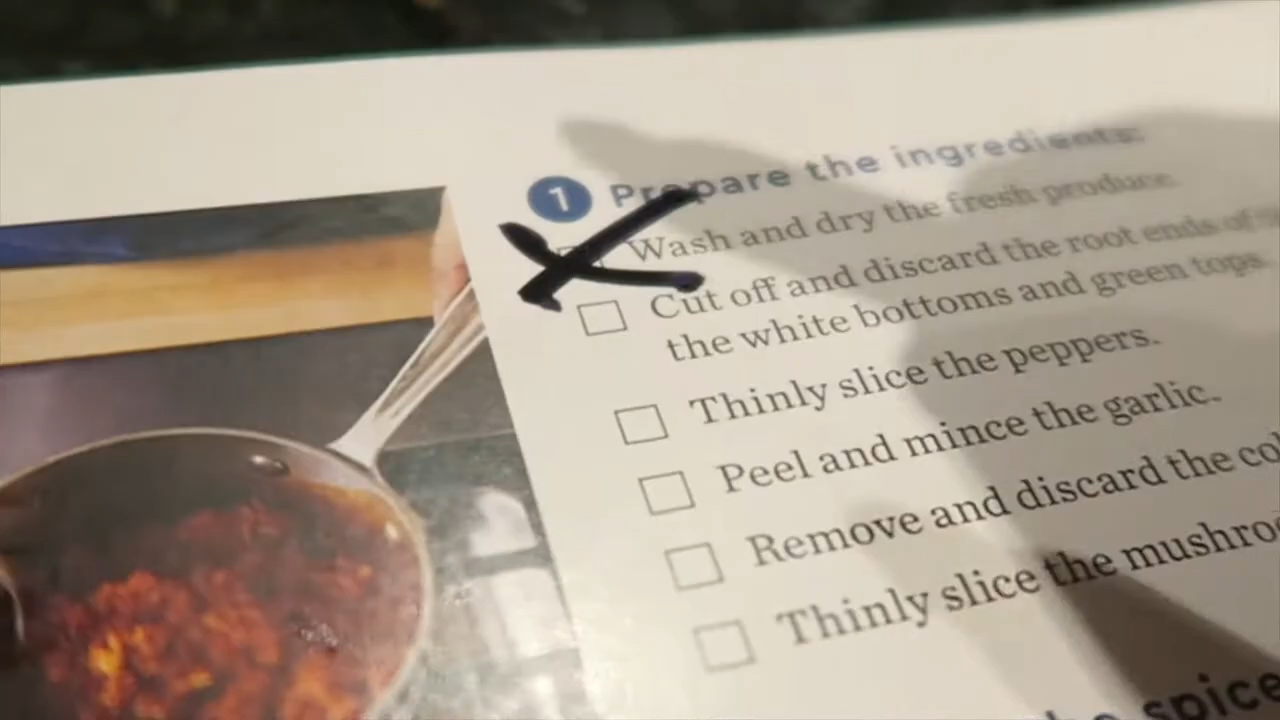 1 Prepare the ingredients:
Wash and dry the fresh produce.
Cut off and discard the root ends of
the white bottoms and green tops.
Thinly slice the peppers.
Peel and mince the garlic.
Remove and discard the
Thinly slice the
spice